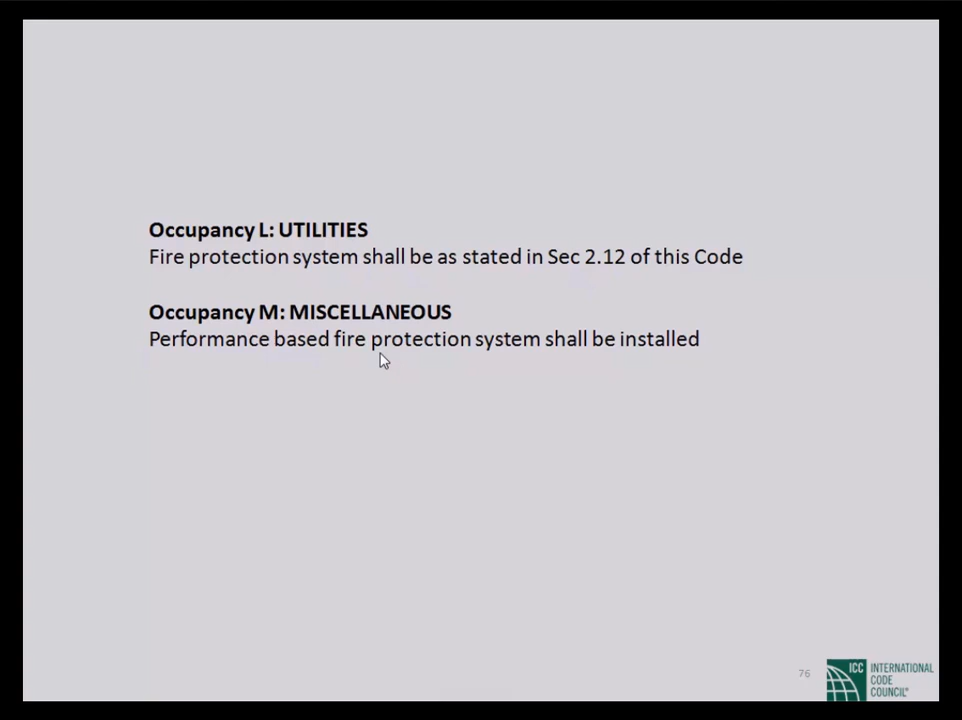 Occupancy L: UTILITIES
Fire protection system shall be as stated in Sec 2.12 of this Code
Occupancy M: MISCELLANEOUS
Performance based fire protection system shall be installed
76
ICC
INTERNATIONAL
CODE
COUNCIL®